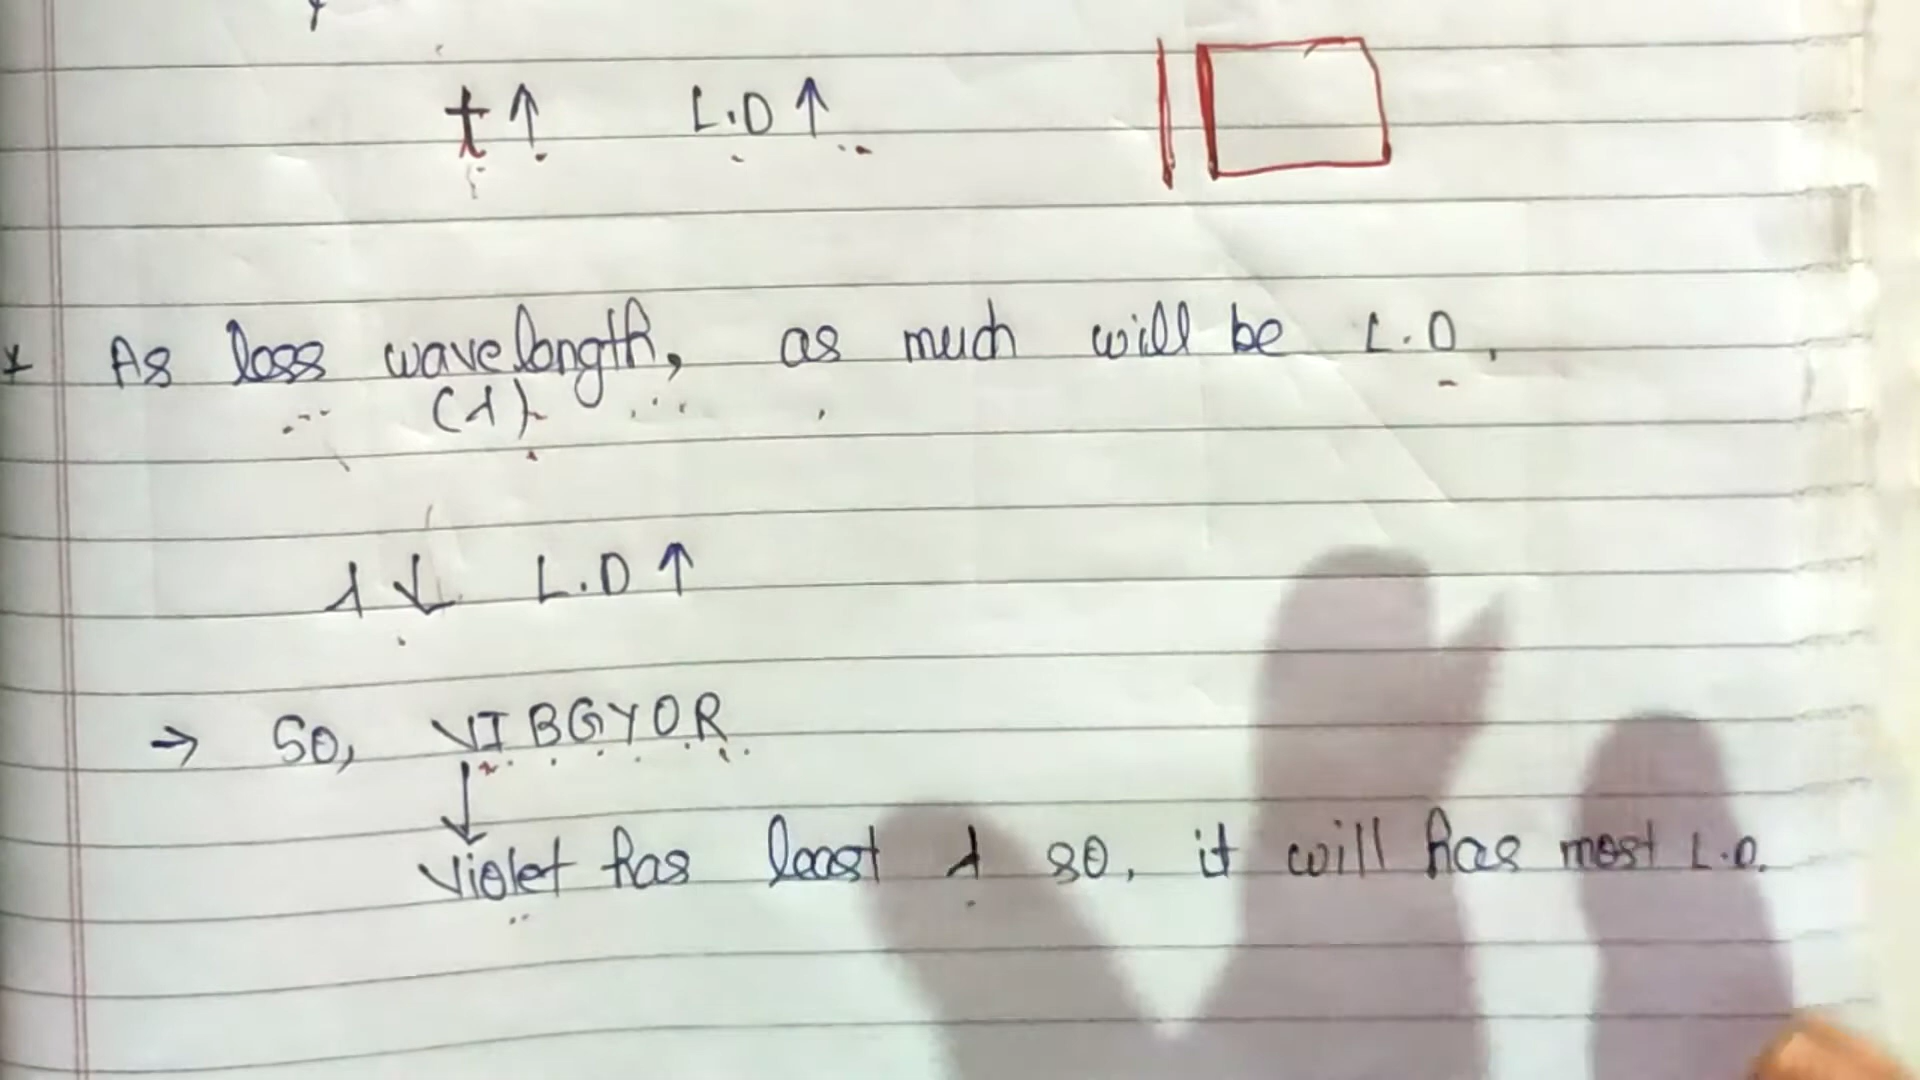 t↑ L.D↑
* As less wavelength, as much will be L.D.
(λ)
λ↓ L.D↑
→ So, VIBGYOR
↓
Violet has least λ so, it will has most L.D.